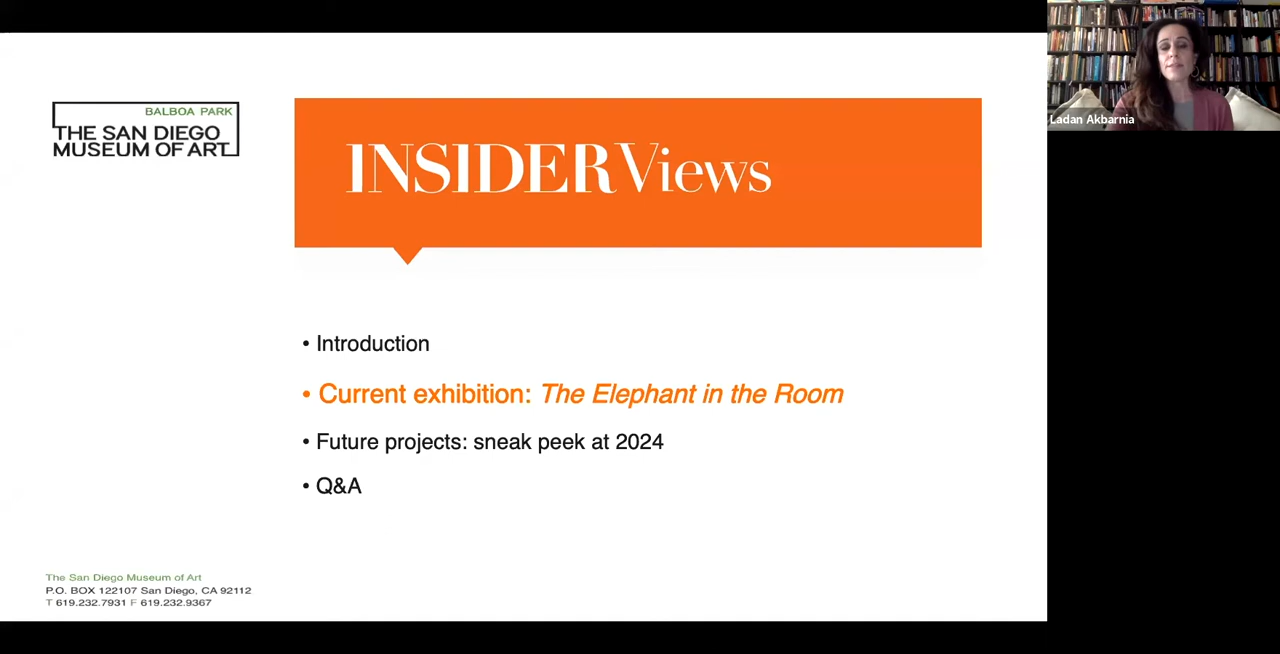 BALBOA PARK
THE SAN DIEGO
MUSEUM OF ART
INSIDERViews
Ladan Akbarnia
• Introduction
• Current exhibition: The Elephant in the Room
• Future projects: sneak peek at 2024
• Q&A
The San Diego Museum of Art
P.O. BOX 122107 San Diego, CA 92112
T 619.232.7931 F 619.232.9367